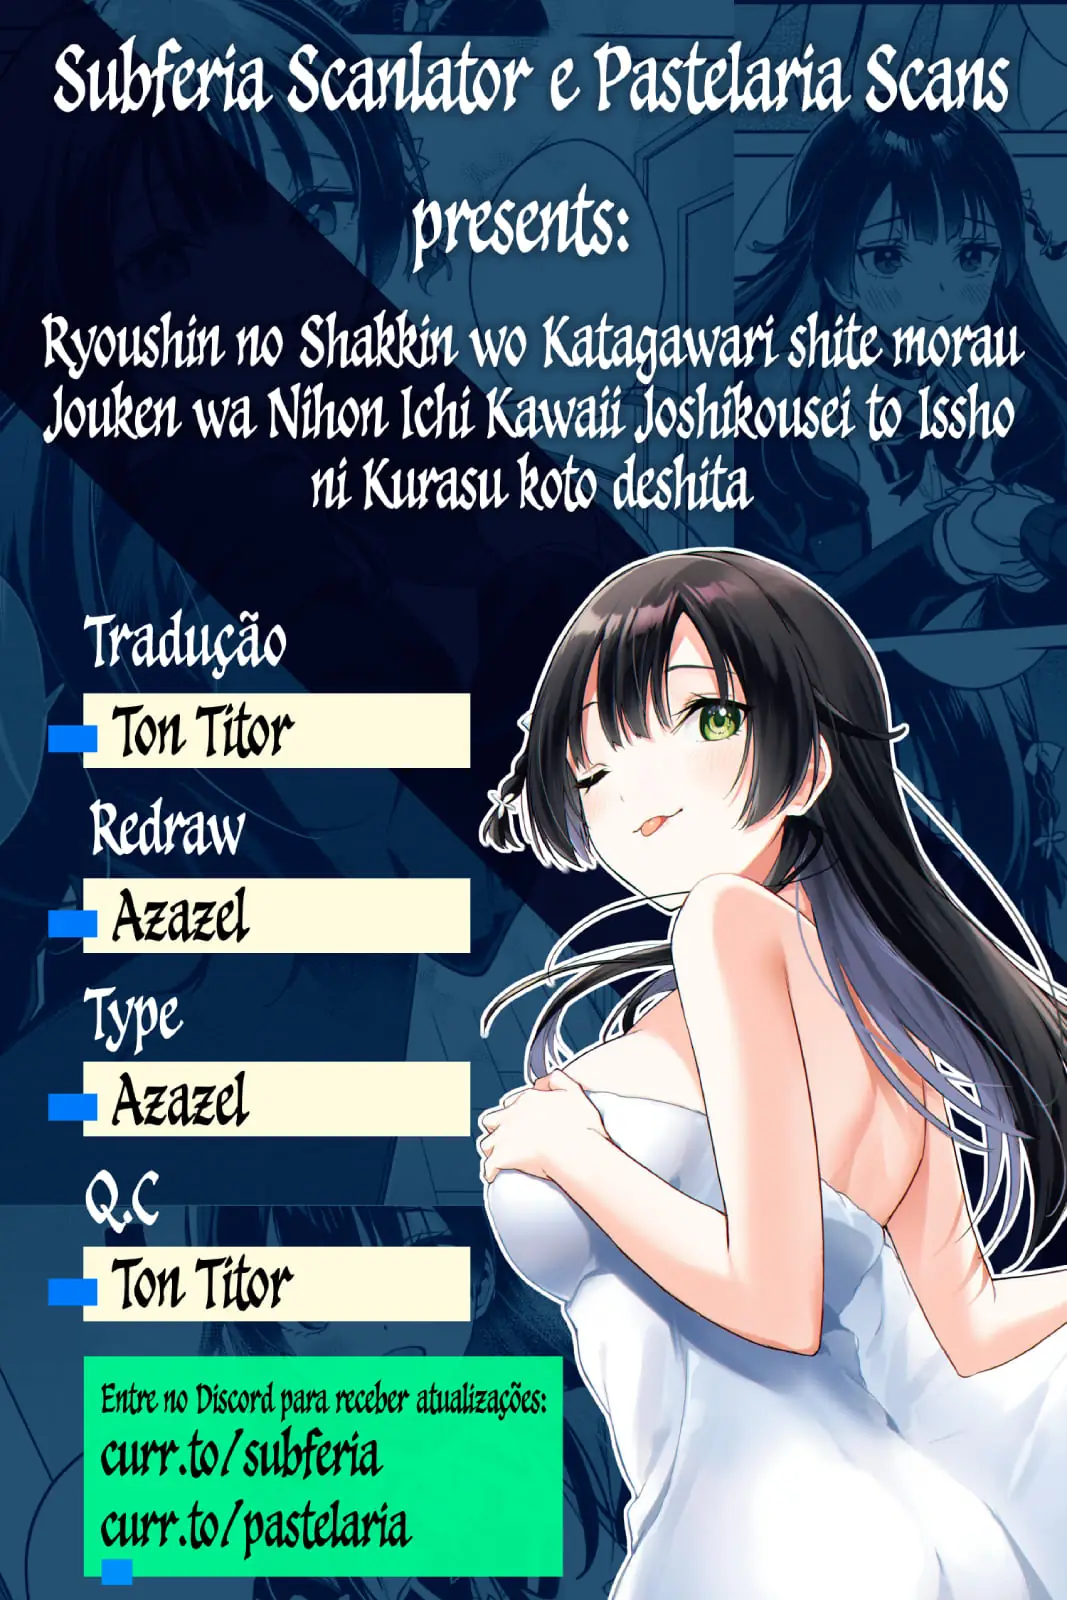 Subferia Scanlator e Pastelaria Scans
presents:
Ryoushin no Shakkin wo Katagawari shite morau
Jouken wa Nihon Ichi Kawaii Joshikousei to Issho
ni Kurasu koto deshita
Tradução
Ton Titor
Redraw
Azazel
Type
Azazel
Q.C
Ton Titor
Entre no Discord para receber atualizações:
curr.to/subferia
curr.to/pastelaria